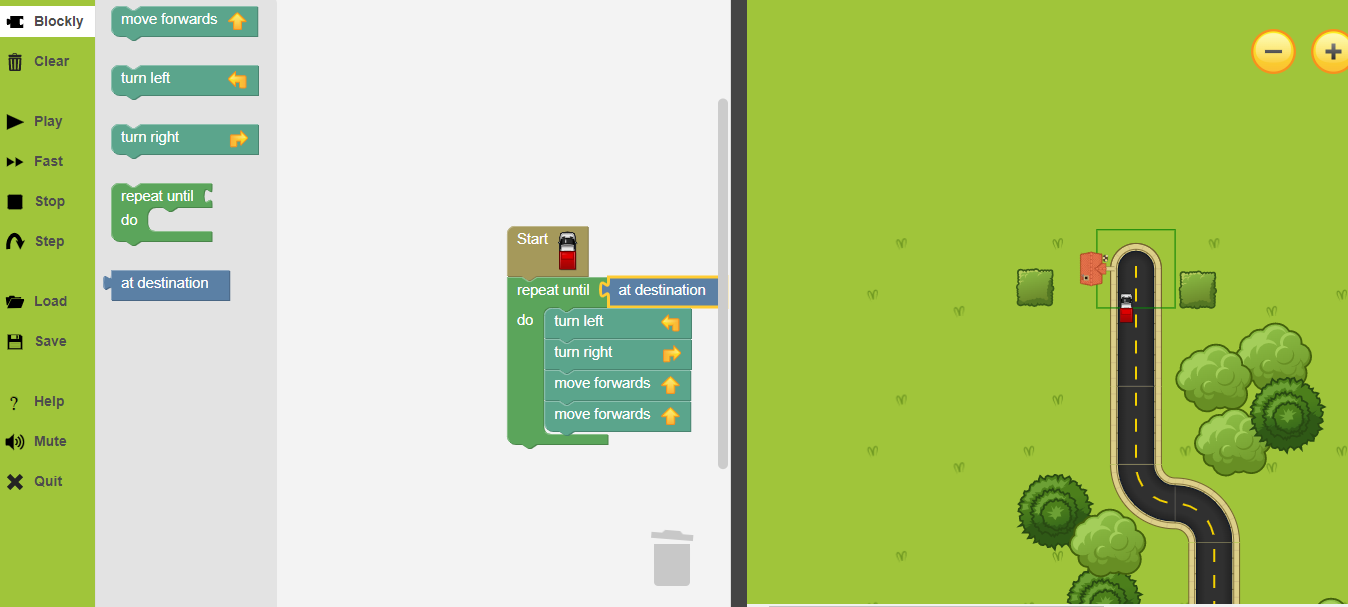 Blockly
Clear
Play
Fast
Stop
Step
Load
Save
? Help
Mute
Quit
move forwards
turn left
turn right
repeat until
do
at destination
Start
repeat until at destination
do turn left
turn right
move forwards
move forwards